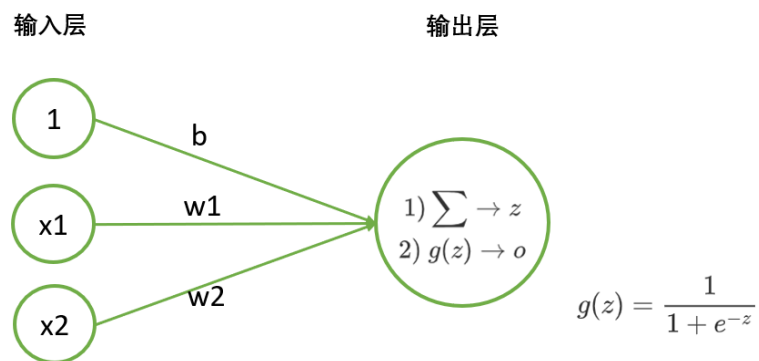 输入层
输出层
1
b
x1
w1
x2
w2
1) ∑ → z
2) g(z) → o
g(z) = 1 / (1 + e^{-z})